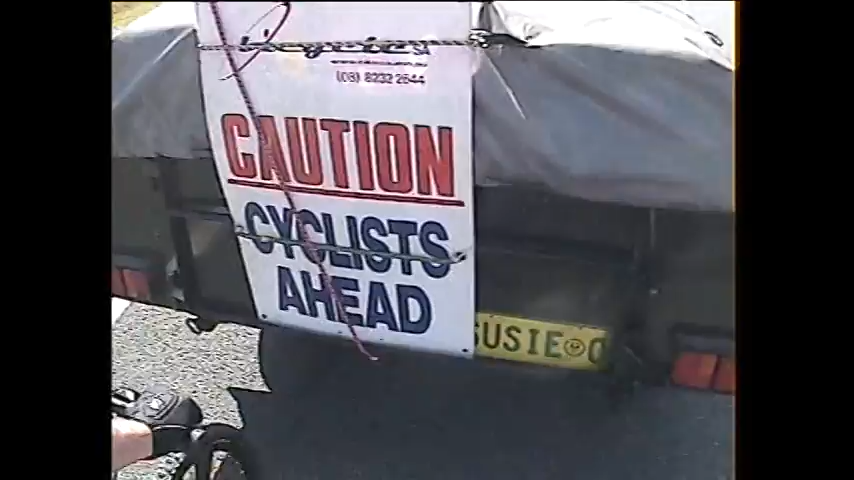 (08) 8232 2644
CAUTION
CYCLISTS
AHEAD
SUSIE